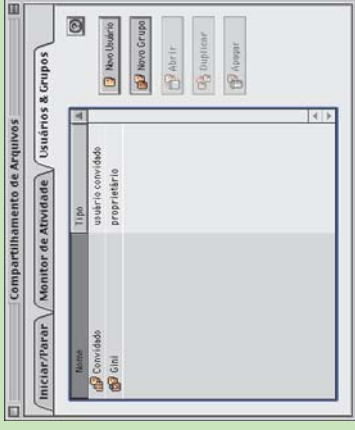 Compartilhamento de Arquivos
Iniciar/Parar Monitor de Atividade Usuários & Grupos
Nome Tipo
Convidado usuário convidado
Gini proprietário
?
Novo Usuário
Novo Grupo
Abrir
Duplicar
Apagar